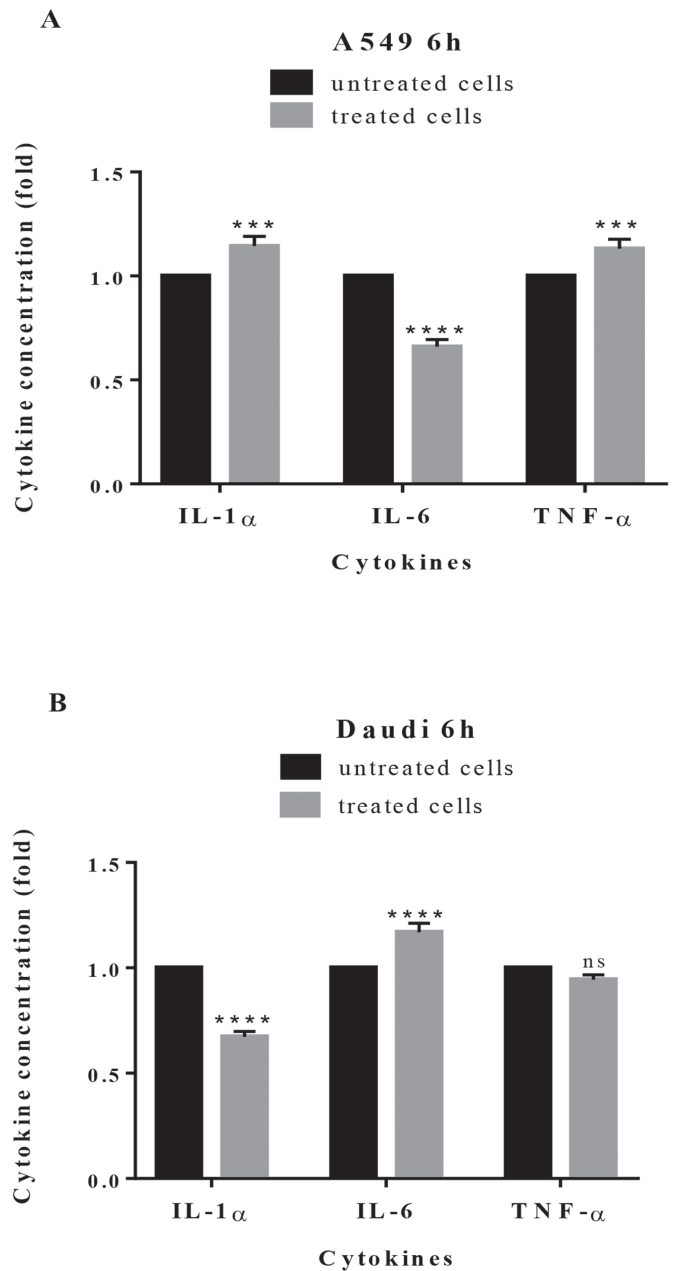 A
A549 6h
untreated cells
treated cells
Cytokine concentration (fold)
1.5
1.0
0.5
0.0
***
****
***
IL-1α
IL-6
TNF-α
Cytokines
B
Daudi 6h
untreated cells
treated cells
Cytokine concentration (fold)
1.5
1.0
0.5
0.0
****
****
ns
IL-1α
IL-6
TNF-α
Cytokines